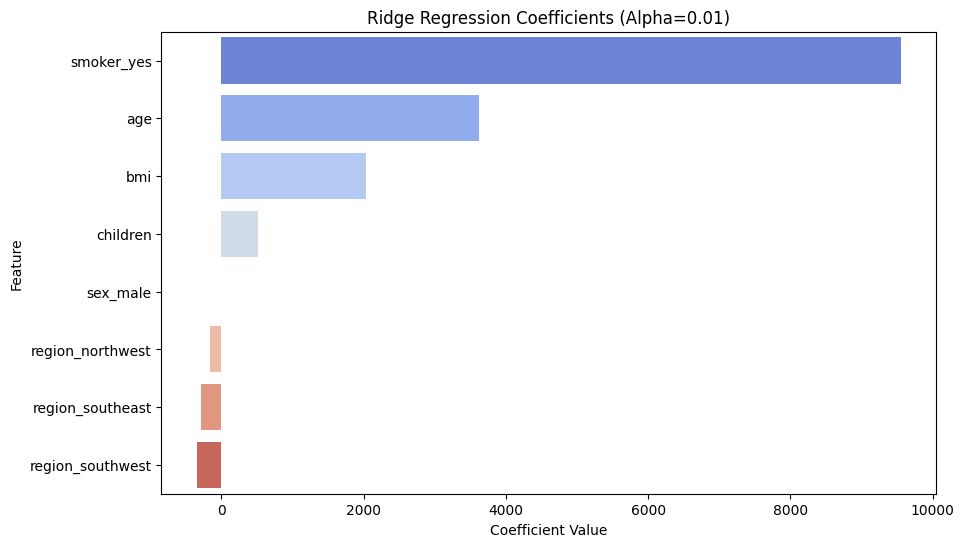 Ridge Regression Coefficients (Alpha=0.01)
smoker_yes
age
bmi
children
sex_male
region_northwest
region_southeast
region_southwest
Feature
0 2000 4000 6000 8000 10000
Coefficient Value